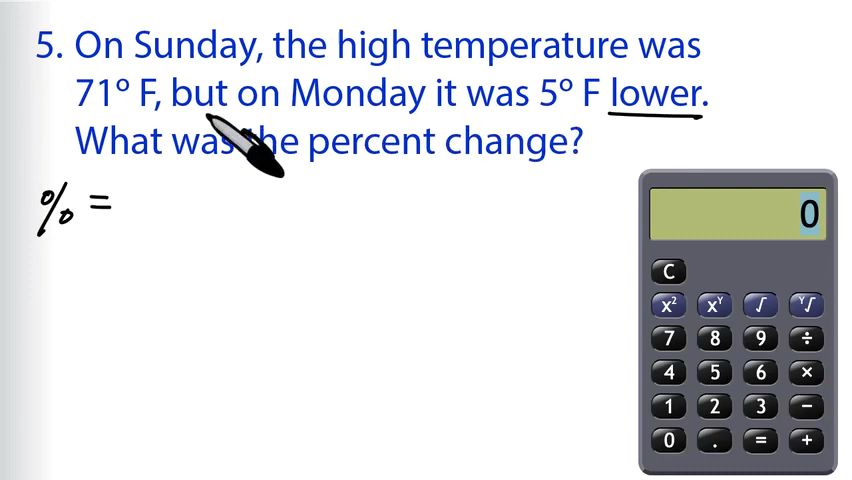 5. On Sunday, the high temperature was
71° F, but on Monday it was 5° F lower.
What was the percent change?
% =
0
C
x² xʸ √ ʸ√
7 8 9 ÷
4 5 6 ×
1 2 3 −
0 . = +